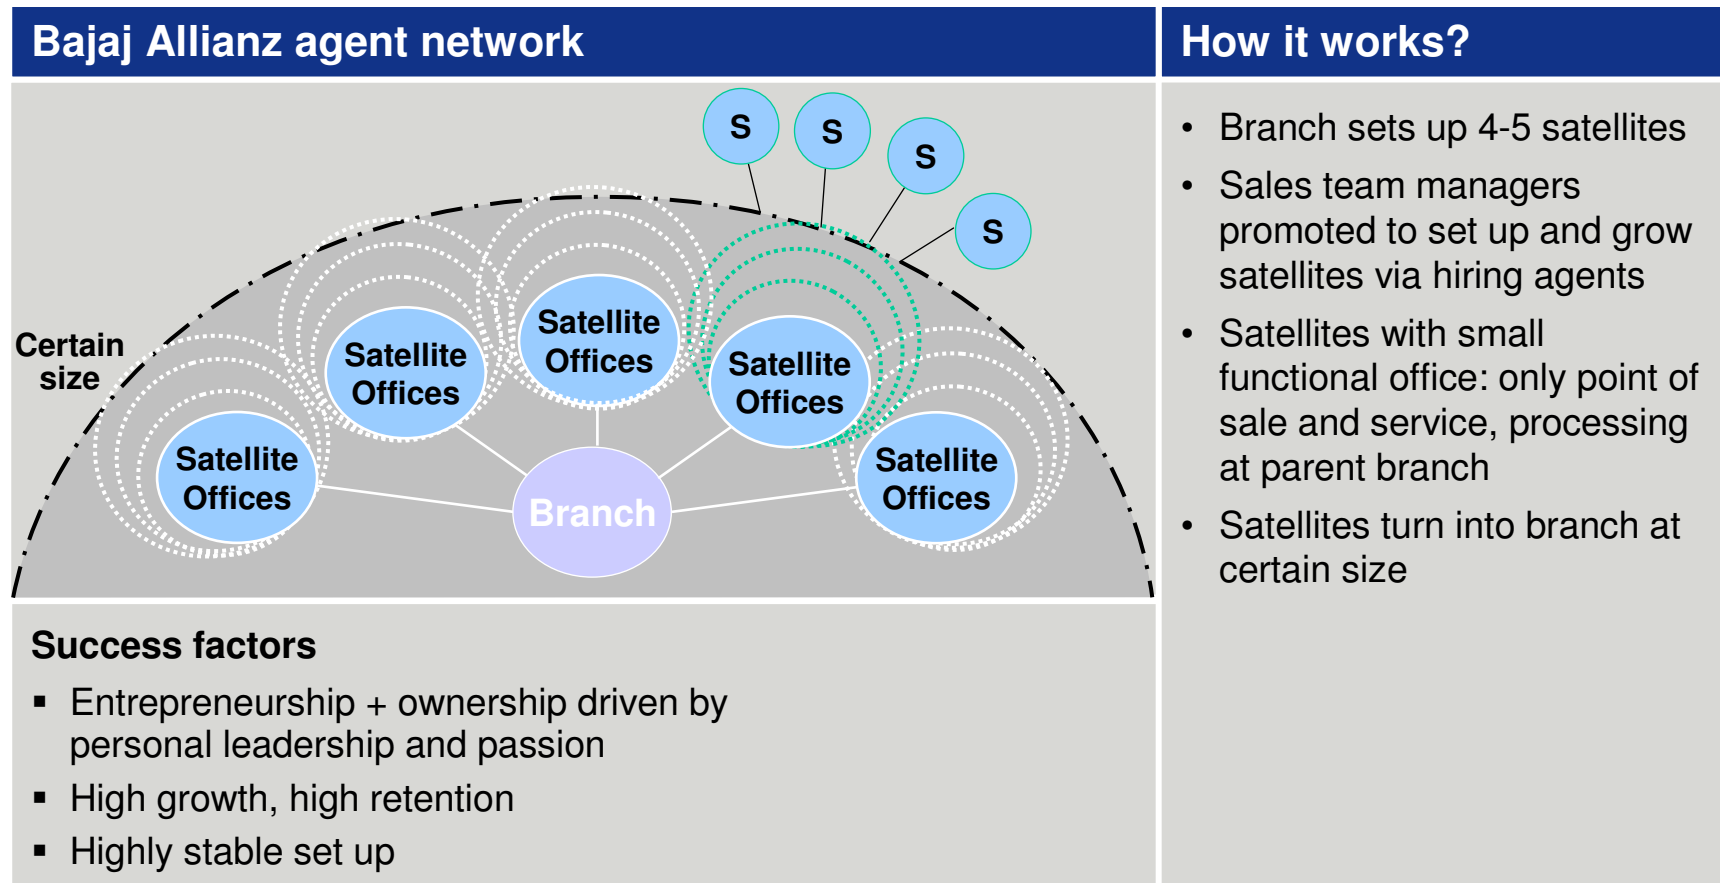 Bajaj Allianz agent network
S
S
S
S
Certain
size
Satellite
Offices
Satellite
Offices
Satellite
Offices
Satellite
Offices
Satellite
Offices
Branch
Success factors
▪ Entrepreneurship + ownership driven by
personal leadership and passion
▪ High growth, high retention
▪ Highly stable set up
How it works?
• Branch sets up 4-5 satellites
• Sales team managers
promoted to set up and grow
satellites via hiring agents
• Satellites with small
functional office: only point of
sale and service, processing
at parent branch
• Satellites turn into branch at
certain size